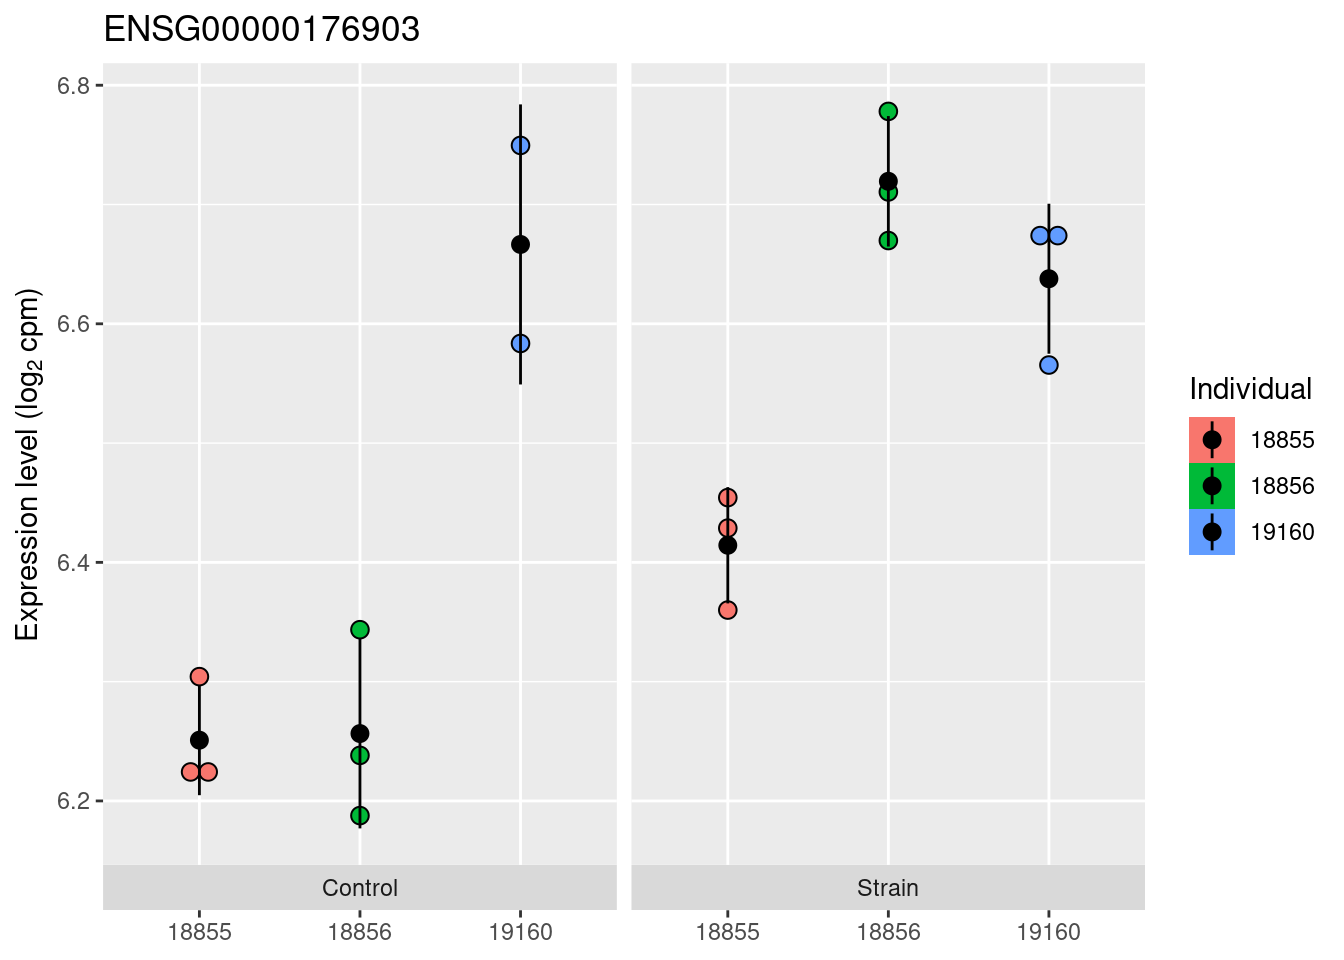 ENSG00000176903
Expression level (log₂ cpm)
6.8
6.6
6.4
6.2
Control
Strain
18855
18856
19160
18855
18856
19160
Individual
18855
18856
19160